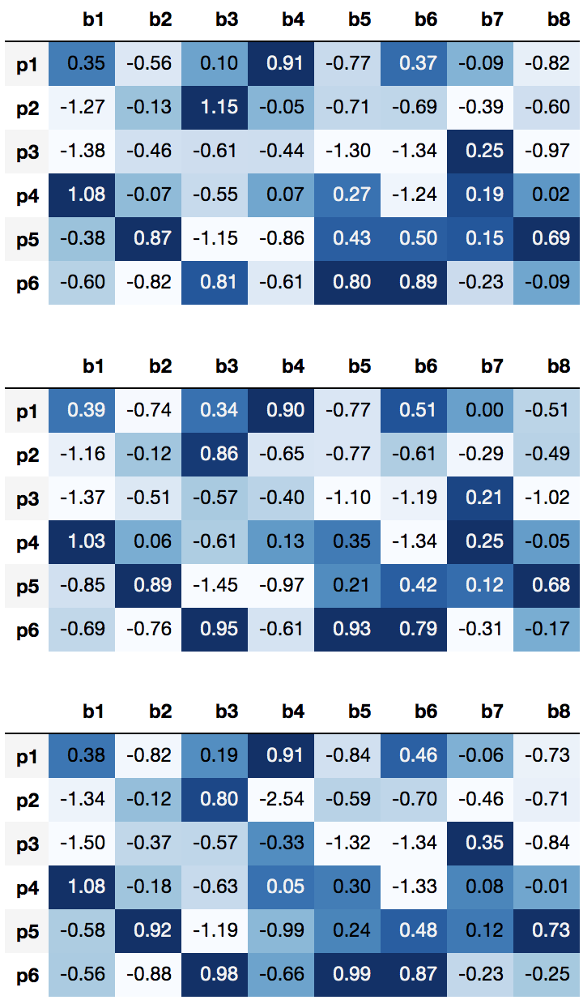 b1 b2 b3 b4 b5 b6 b7 b8
p1 0.35 -0.56 0.10 0.91 -0.77 0.37 -0.09 -0.82
p2 -1.27 -0.13 1.15 -0.05 -0.71 -0.69 -0.39 -0.60
p3 -1.38 -0.46 -0.61 -0.44 -1.30 -1.34 0.25 -0.97
p4 1.08 -0.07 -0.55 0.07 0.27 -1.24 0.19 0.02
p5 -0.38 0.87 -1.15 -0.86 0.43 0.50 0.15 0.69
p6 -0.60 -0.82 0.81 -0.61 0.80 0.89 -0.23 -0.09
b1 b2 b3 b4 b5 b6 b7 b8
p1 0.39 -0.74 0.34 0.90 -0.77 0.51 0.00 -0.51
p2 -1.16 -0.12 0.86 -0.65 -0.77 -0.61 -0.29 -0.49
p3 -1.37 -0.51 -0.57 -0.40 -1.10 -1.19 0.21 -1.02
p4 1.03 0.06 -0.61 0.13 0.35 -1.34 0.25 -0.05
p5 -0.85 0.89 -1.45 -0.97 0.21 0.42 0.12 0.68
p6 -0.69 -0.76 0.95 -0.61 0.93 0.79 -0.31 -0.17
b1 b2 b3 b4 b5 b6 b7 b8
p1 0.38 -0.82 0.19 0.91 -0.84 0.46 -0.06 -0.73
p2 -1.34 -0.12 0.80 -2.54 -0.59 -0.70 -0.46 -0.71
p3 -1.50 -0.37 -0.57 -0.33 -1.32 -1.34 0.35 -0.84
p4 1.08 -0.18 -0.63 0.05 0.30 -1.33 0.08 -0.01
p5 -0.58 0.92 -1.19 -0.99 0.24 0.48 0.12 0.73
p6 -0.56 -0.88 0.98 -0.66 0.99 0.87 -0.23 -0.25